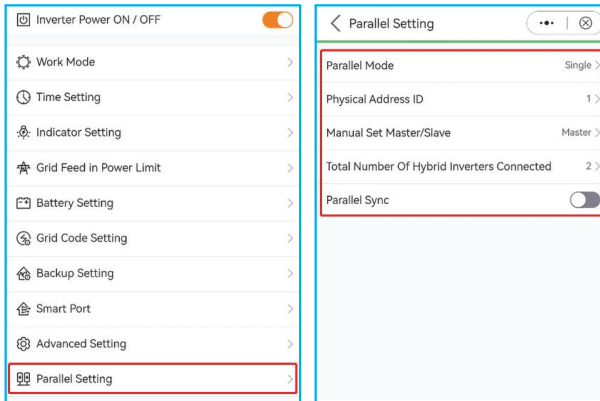 Inverter Power ON / OFF
Work Mode
Time Setting
Indicator Setting
Grid Feed in Power Limit
Battery Setting
Grid Code Setting
Backup Setting
Smart Port
Advanced Setting
Parallel Setting
Parallel Setting
Parallel Mode Single
Physical Address ID 1
Manual Set Master/Slave Master
Total Number Of Hybrid Inverters Connected 2
Parallel Sync